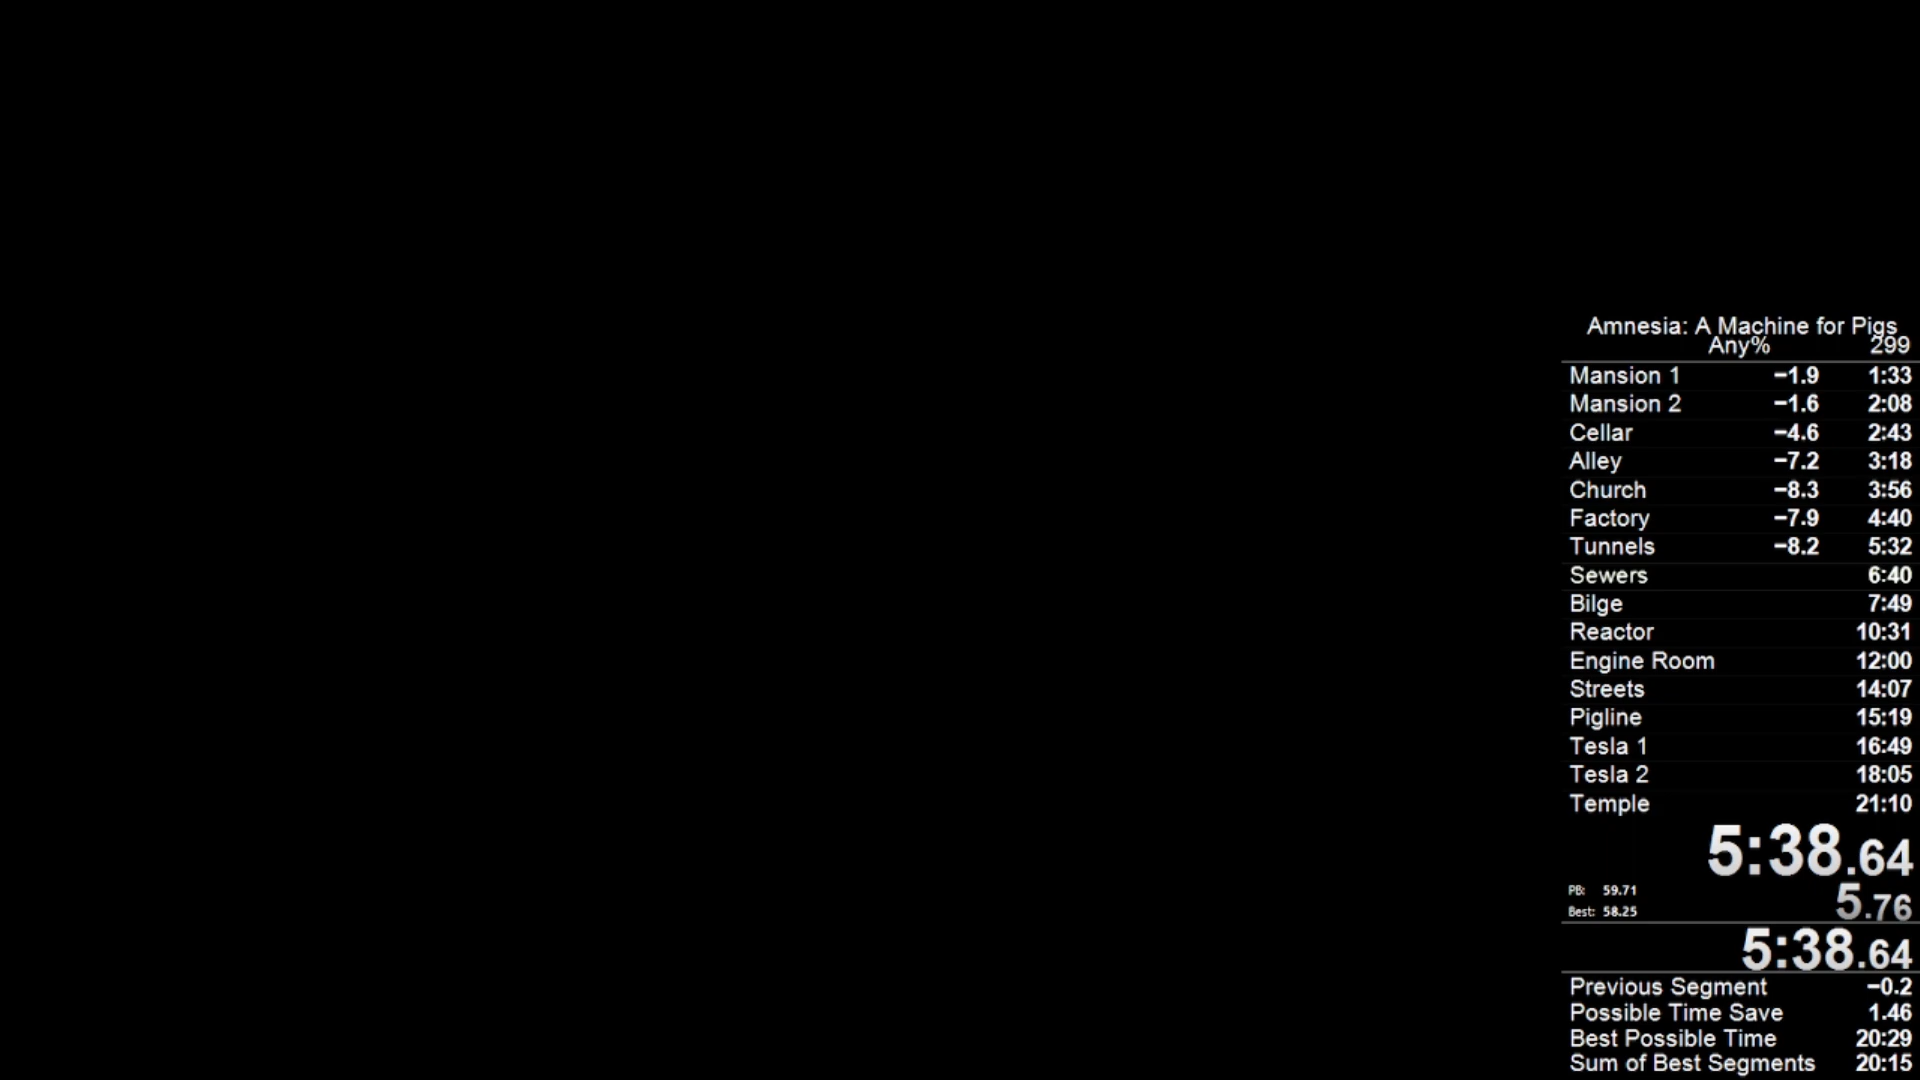 Amnesia: A Machine for Pigs
Any% 299
Mansion 1 −1.9 1:33
Mansion 2 −1.6 2:08
Cellar −4.6 2:43
Alley −7.2 3:18
Church −8.3 3:56
Factory −7.9 4:40
Tunnels −8.2 5:32
Sewers 6:40
Bilge 7:49
Reactor 10:31
Engine Room 12:00
Streets 14:07
Pigline 15:19
Tesla 1 16:49
Tesla 2 18:05
Temple 21:10
5:38.64
PB: 59.71
Best: 58.25
5.76
5:38.64
Previous Segment −0.2
Possible Time Save 1.46
Best Possible Time 20:29
Sum of Best Segments 20:15